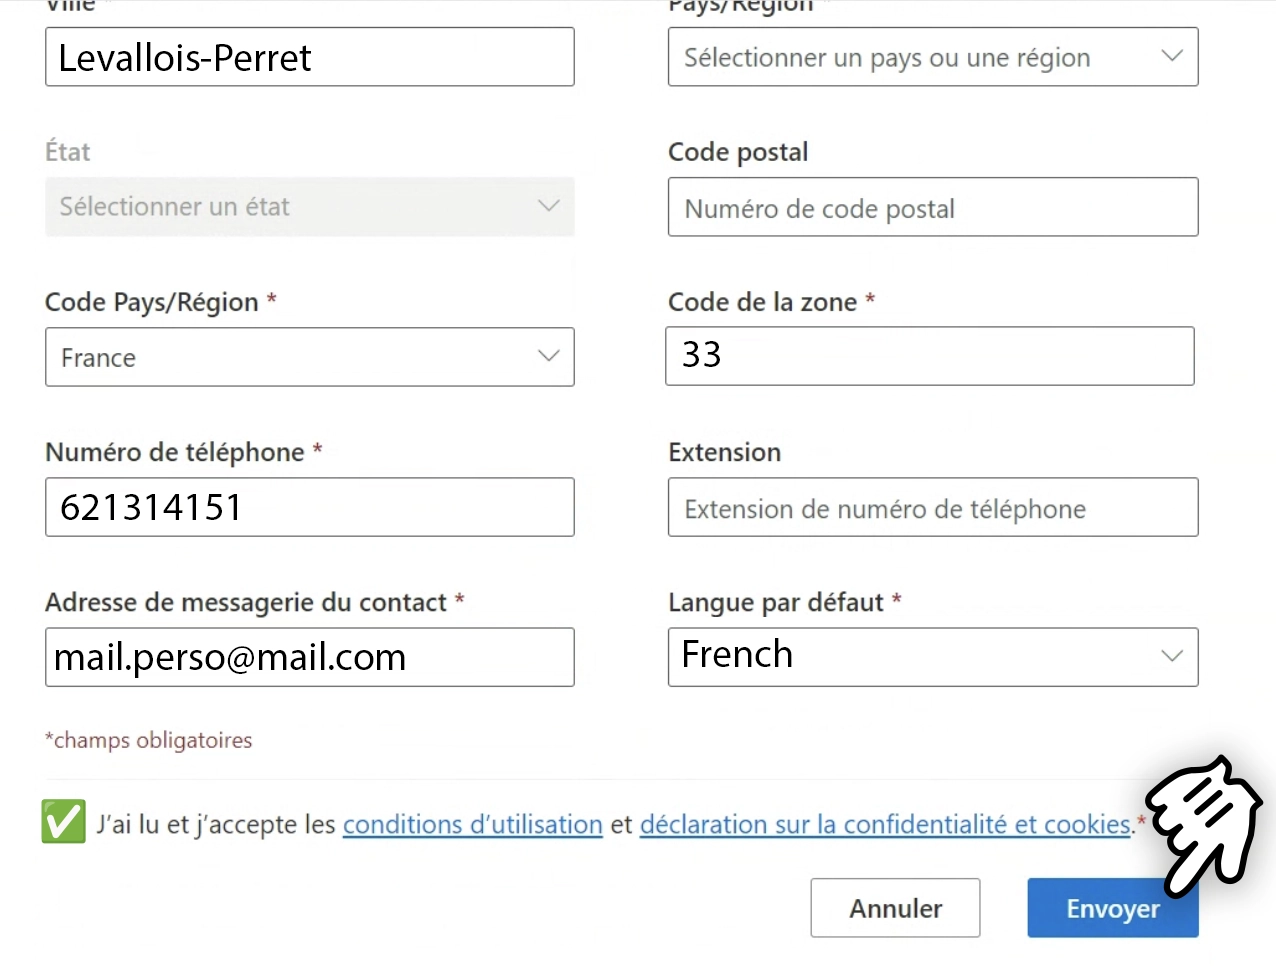 Ville
Pays/Région *
Levallois-Perret
Sélectionner un pays ou une région
État
Code postal
Sélectionner un état
Numéro de code postal
Code Pays/Région *
Code de la zone *
France
33
Numéro de téléphone *
Extension
621314151
Extension de numéro de téléphone
Adresse de messagerie du contact *
Langue par défaut *
mail.perso@mail.com
French
*champs obligatoires
J'ai lu et j'accepte les conditions d'utilisation et déclaration sur la confidentialité et cookies.*
Annuler
Envoyer